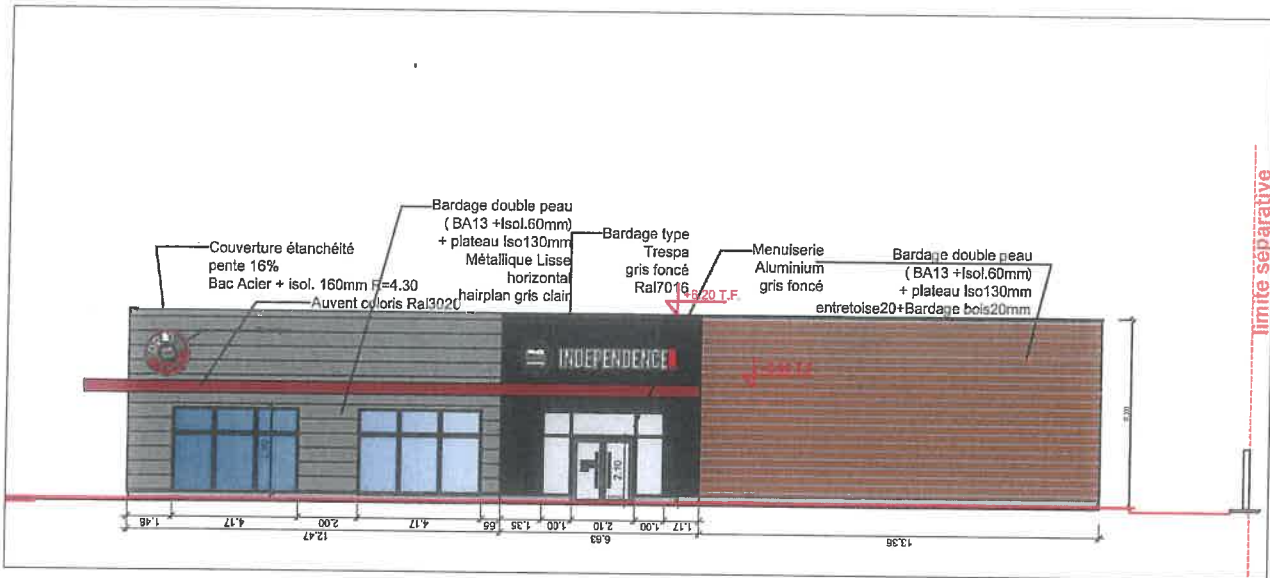 Couverture étanchéité
pente 16%
Bac Acier + isol. 160mm R=4.30
Auvent coloris Ral3020
Bardage double peau
( BA13 +Isol.60mm)
+ plateau Iso130mm
Métallique Lisse
horizontal
hairplan gris clair
Bardage type
Trespa
gris foncé
Ral7016
+6.20 T.F.
Menuiserie
Aluminium
gris foncé
Bardage double peau
( BA13 +Isol.60mm)
+ plateau Iso130mm
entretoise20+Bardage bois20mm
limite séparative
INDEPENDENCE
2.10
1.48
4.17
2.00
4.17
.65
1.35
1.00
2.10
1.00
1.17
12.47
6.63
13.36